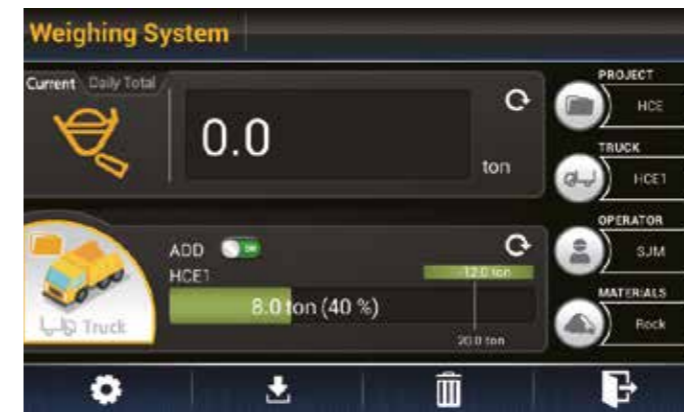 Weighing System
Current Daily Total
0.0
ton
ADD ON
HCE1
-12.0 ton
8.0 ton (40 %)
20.0 ton
Truck
PROJECT
HCE
TRUCK
HCE1
OPERATOR
SJM
MATERIALS
Rock